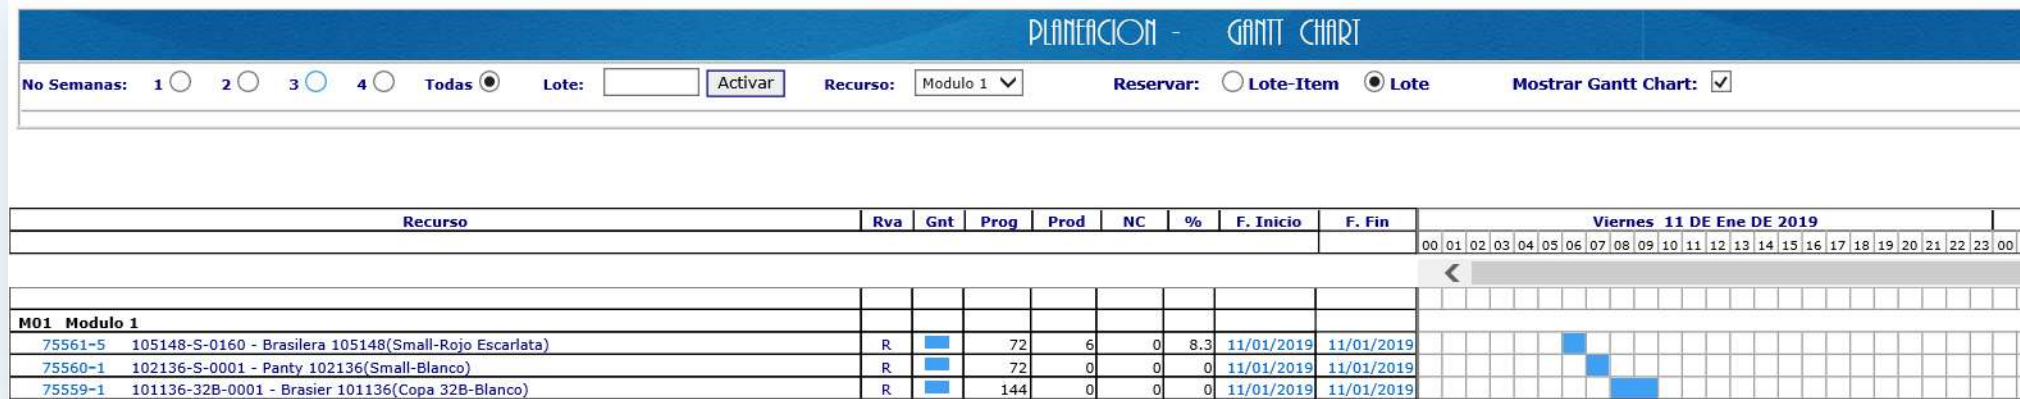 PLANEACION - GANTT CHART
No Semanas: 1 2 3 4 Todas Lote: Activar Recurso: Modulo 1 Reservar: Lote-Item Lote Mostrar Gantt Chart:
Recurso Rva Gnt Prog Prod NC % F. Inicio F. Fin Viernes 11 DE Ene DE 2019
00 01 02 03 04 05 06 07 08 09 10 11 12 13 14 15 16 17 18 19 20 21 22 23 00
M01 Modulo 1
75561-5 105148-S-0160 - Brasilera 105148(Small-Rojo Escarlata) R 72 6 0 8.3 11/01/2019 11/01/2019
75560-1 102136-S-0001 - Panty 102136(Small-Blanco) R 72 0 0 0 11/01/2019 11/01/2019
75559-1 101136-32B-0001 - Brasier 101136(Copa 32B-Blanco) R 144 0 0 0 11/01/2019 11/01/2019